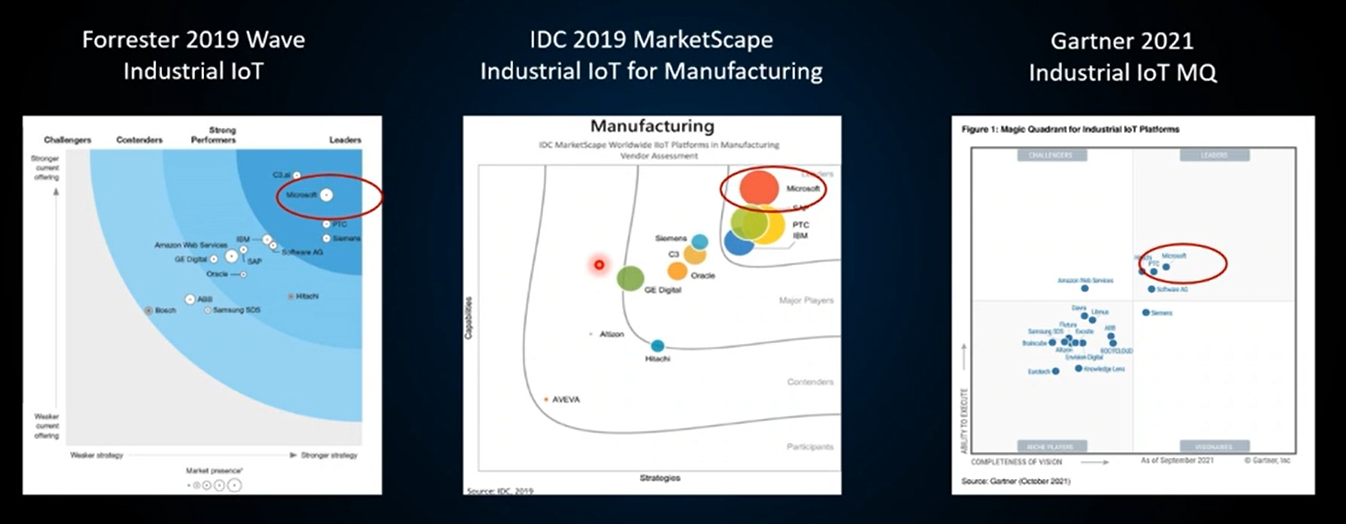 Forrester 2019 Wave
Industrial IoT
Challengers
Contenders
Strong
Performers
Leaders
Stronger
current
offering
C3.ai
Microsoft
PTC
Siemens
IBM
Software AG
Amazon Web Services
SAP
GE Digital
Oracle
ABB
Hitachi
Bosch
Samsung SDS
Weaker
current
offering
Weaker strategy
Stronger strategy
Market presence*
IDC 2019 MarketScape
Industrial IoT for Manufacturing
Manufacturing
IDC MarketScape Worldwide IIoT Platforms in Manufacturing
Vendor Assessment
Leaders
Microsoft
SAP
PTC
IBM
Siemens
C3
Oracle
GE Digital
Major Players
Altizon
Hitachi
Contenders
AVEVA
Participants
Capabilities
Strategies
Source: IDC, 2019
Gartner 2021
Industrial IoT MQ
Figure 1: Magic Quadrant for Industrial IoT Platforms
CHALLENGERS
LEADERS
Microsoft
PTC
Amazon Web Services
Software AG
Siemens
Davra
Litmus
Flutura
Samsung SDS
Exosite
ABB
Braincube
Altizon
ROOTCLOUD
Envision Digital
Eurotech
Knowledge Lens
ABILITY TO EXECUTE
NICHE PLAYERS
VISIONARIES
COMPLETENESS OF VISION
As of September 2021
© Gartner, Inc
Source: Gartner (October 2021)